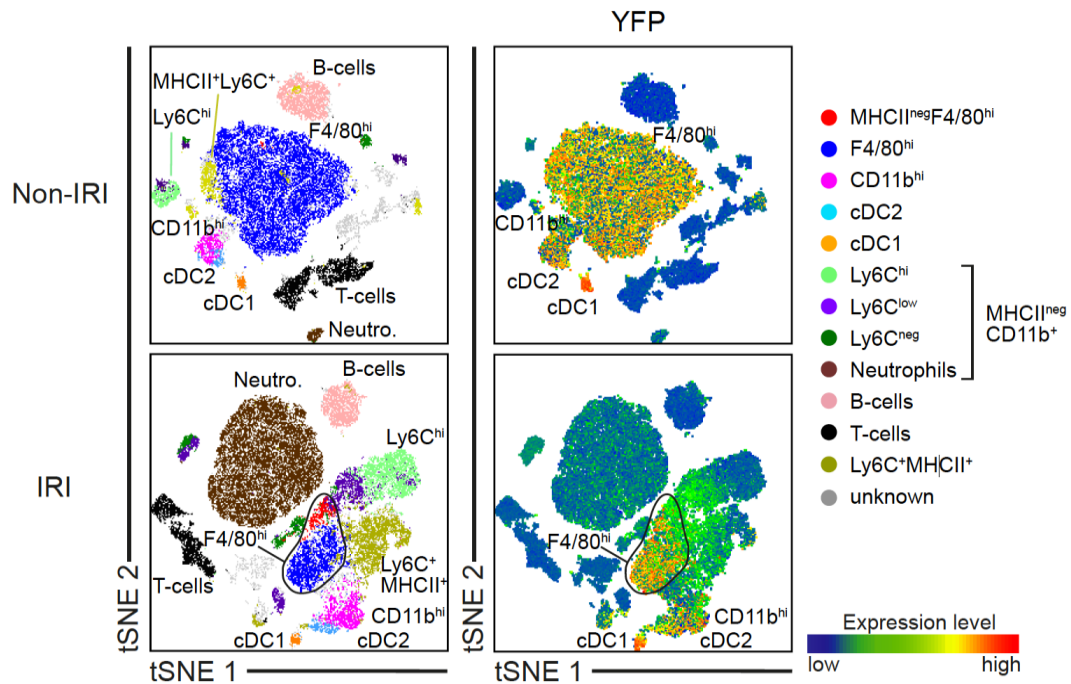 YFP
Non-IRI
tSNE 2
MHCII⁺Ly6C⁺
B-cells
Ly6Cʰⁱ
F4/80ʰⁱ
CD11bʰⁱ
cDC2
cDC1
T-cells
Neutro.
tSNE 2
F4/80ʰⁱ
CD11bʰⁱ
cDC2
cDC1
IRI
Neutro.
B-cells
Ly6Cʰⁱ
F4/80ʰⁱ
Ly6C⁺
MHCII⁺
T-cells
CD11bʰⁱ
cDC1
cDC2
tSNE 1
F4/80ʰⁱ
CD11bʰⁱ
cDC1
cDC2
tSNE 1
MHCIIⁿᵉᵍF4/80ʰⁱ
F4/80ʰⁱ
CD11bʰⁱ
cDC2
cDC1
Ly6Cʰⁱ
Ly6Cˡᵒʷ
Ly6Cⁿᵉᵍ
Neutrophils
MHCIIⁿᵉᵍ
CD11b⁺
B-cells
T-cells
Ly6C⁺MHCII⁺
unknown
Expression level
low high